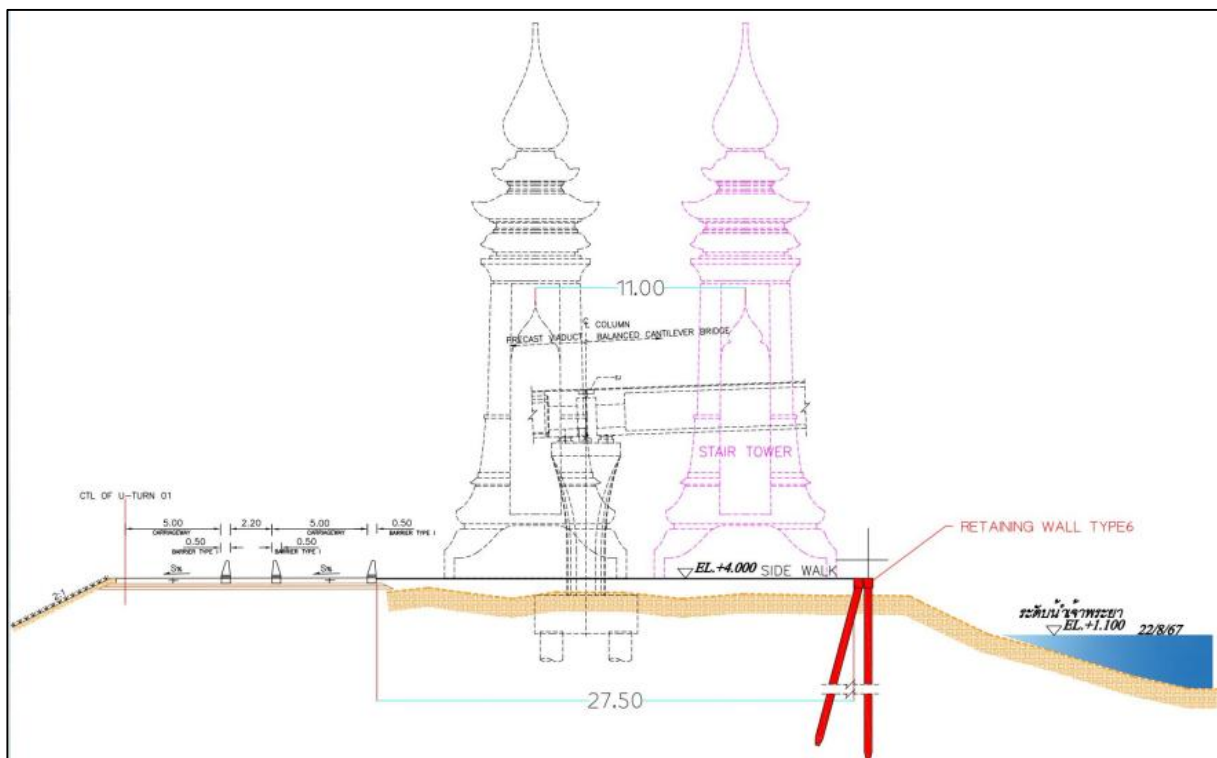 11.00
℄ COLUMN
PRECAST VIADUCT
BALANCED CANTILEVER BRIDGE
STAIR TOWER
CTL OF U-TURN 01
5.00
2.20
5.00
0.50
CARRIAGEWAY
CARRIAGEWAY
BARRIER TYPE I
0.50
0.50
BARRIER TYPE I
BARRIER TYPE I
S%
S%
2:1
EL.+4.000 SIDE WALK
RETAINING WALL TYPE6
ระดับน้ำเจ้าพระยา
EL.+1.100 22/8/67
27.50